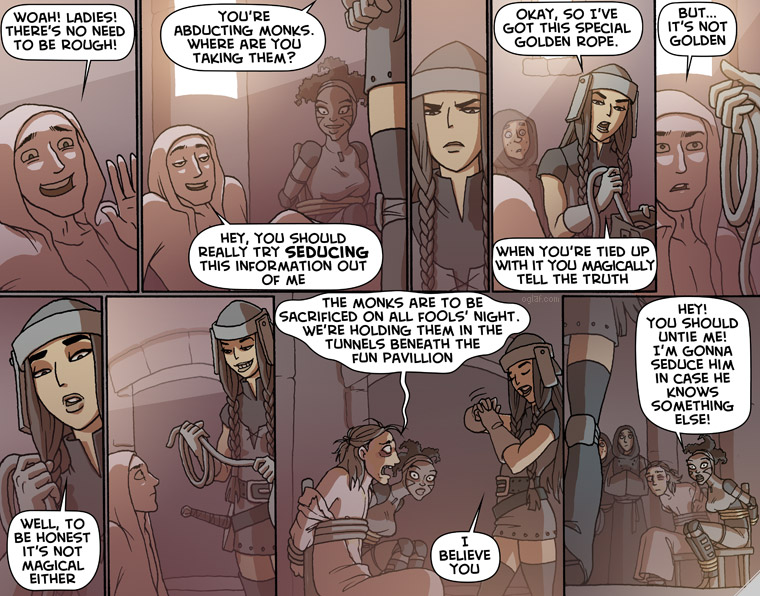 WOAH! LADIES!
THERE'S NO NEED
TO BE ROUGH!
YOU'RE
ABDUCTING MONKS.
WHERE ARE YOU
TAKING THEM?
HEY, YOU SHOULD
REALLY TRY SEDUCING
THIS INFORMATION OUT
OF ME
OKAY, SO I'VE
GOT THIS SPECIAL
GOLDEN ROPE.
WHEN YOU'RE TIED UP
WITH IT YOU MAGICALLY
TELL THE TRUTH
BUT...
IT'S NOT
GOLDEN
WELL, TO
BE HONEST
IT'S NOT
MAGICAL
EITHER
oglaf.com
THE MONKS ARE TO BE
SACRIFICED ON ALL FOOLS' NIGHT.
WE'RE HOLDING THEM IN THE
TUNNELS BENEATH THE
FUN PAVILLION
I
BELIEVE
YOU
HEY!
YOU SHOULD
UNTIE ME!
I'M GONNA
SEDUCE HIM
IN CASE HE
KNOWS
SOMETHING
ELSE!